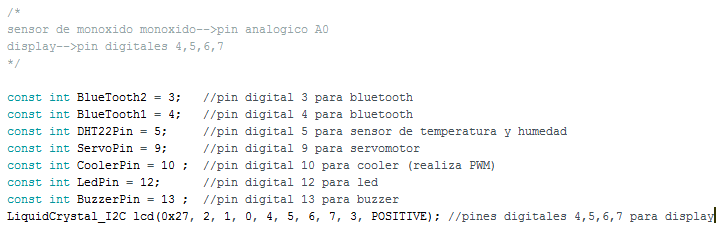 /*
sensor de monoxido monoxido-->pin analogico A0
display-->pin digitales 4,5,6,7
*/
const int BlueTooth2 = 3;   //pin digital 3 para bluetooth
const int BlueTooth1 = 4;   //pin digital 4 para bluetooth
const int DHT22Pin = 5;     //pin digital 5 para sensor de temperatura y humedad
const int ServoPin = 9;     //pin digital 9 para servomotor
const int CoolerPin = 10 ;  //pin digital 10 para cooler (realiza PWM)
const int LedPin = 12;      //pin digital 12 para led
const int BuzzerPin = 13 ;  //pin digital 13 para buzzer
LiquidCrystal_I2C lcd(0x27, 2, 1, 0, 4, 5, 6, 7, 3, POSITIVE); //pines digitales 4,5,6,7 para display